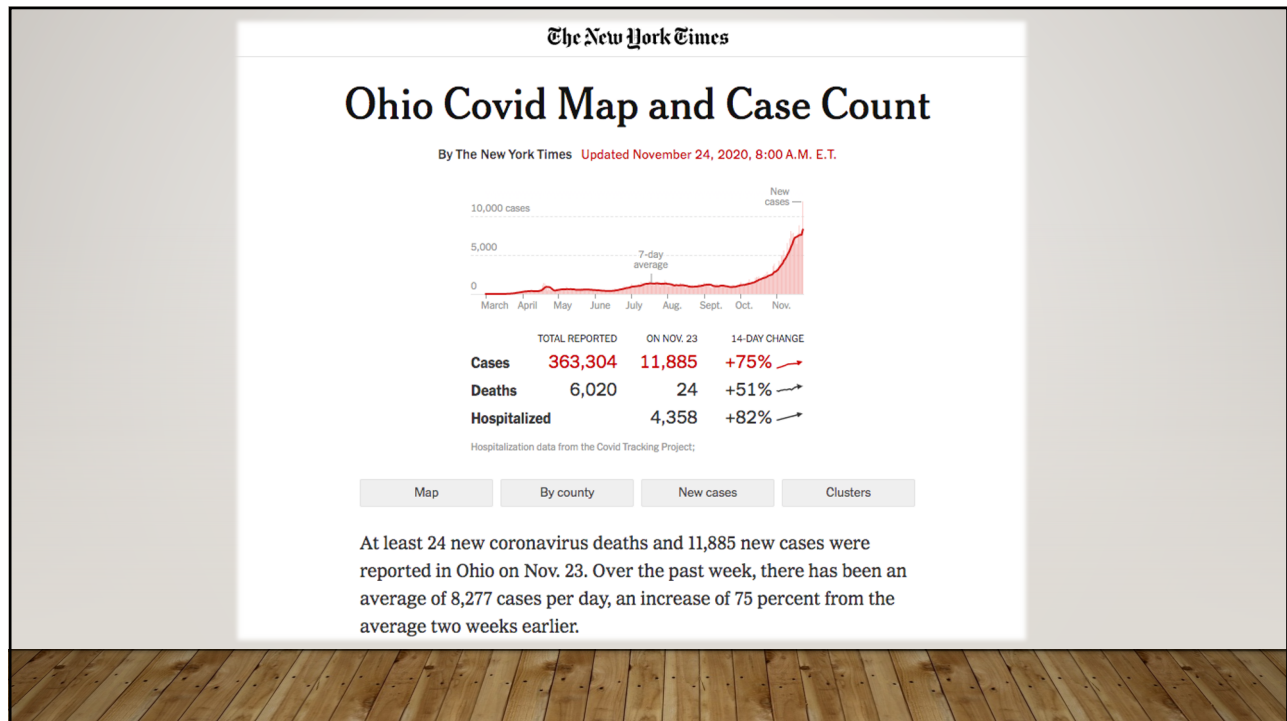 The New York Times
Ohio Covid Map and Case Count
By The New York Times Updated November 24, 2020, 8:00 A.M. E.T.
New
cases
10,000 cases
5,000
7-day
average
0
March April May June July Aug. Sept. Oct. Nov.
TOTAL REPORTED ON NOV. 23 14-DAY CHANGE
Cases 363,304 11,885 +75%
Deaths 6,020 24 +51%
Hospitalized 4,358 +82%
Hospitalization data from the Covid Tracking Project;
Map By county New cases Clusters
At least 24 new coronavirus deaths and 11,885 new cases were
reported in Ohio on Nov. 23. Over the past week, there has been an
average of 8,277 cases per day, an increase of 75 percent from the
average two weeks earlier.